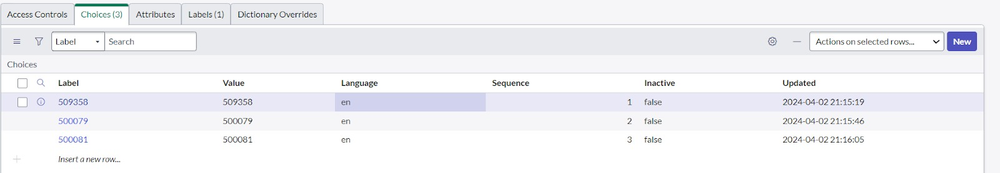 Access Controls Choices (3) Attributes Labels (1) Dictionary Overrides
Label Search Actions on selected rows... New
Choices
Label Value Language Sequence Inactive Updated
509358 509358 en 1 false 2024-04-02 21:15:19
500079 500079 en 2 false 2024-04-02 21:15:46
500081 500081 en 3 false 2024-04-02 21:16:05
Insert a new row...